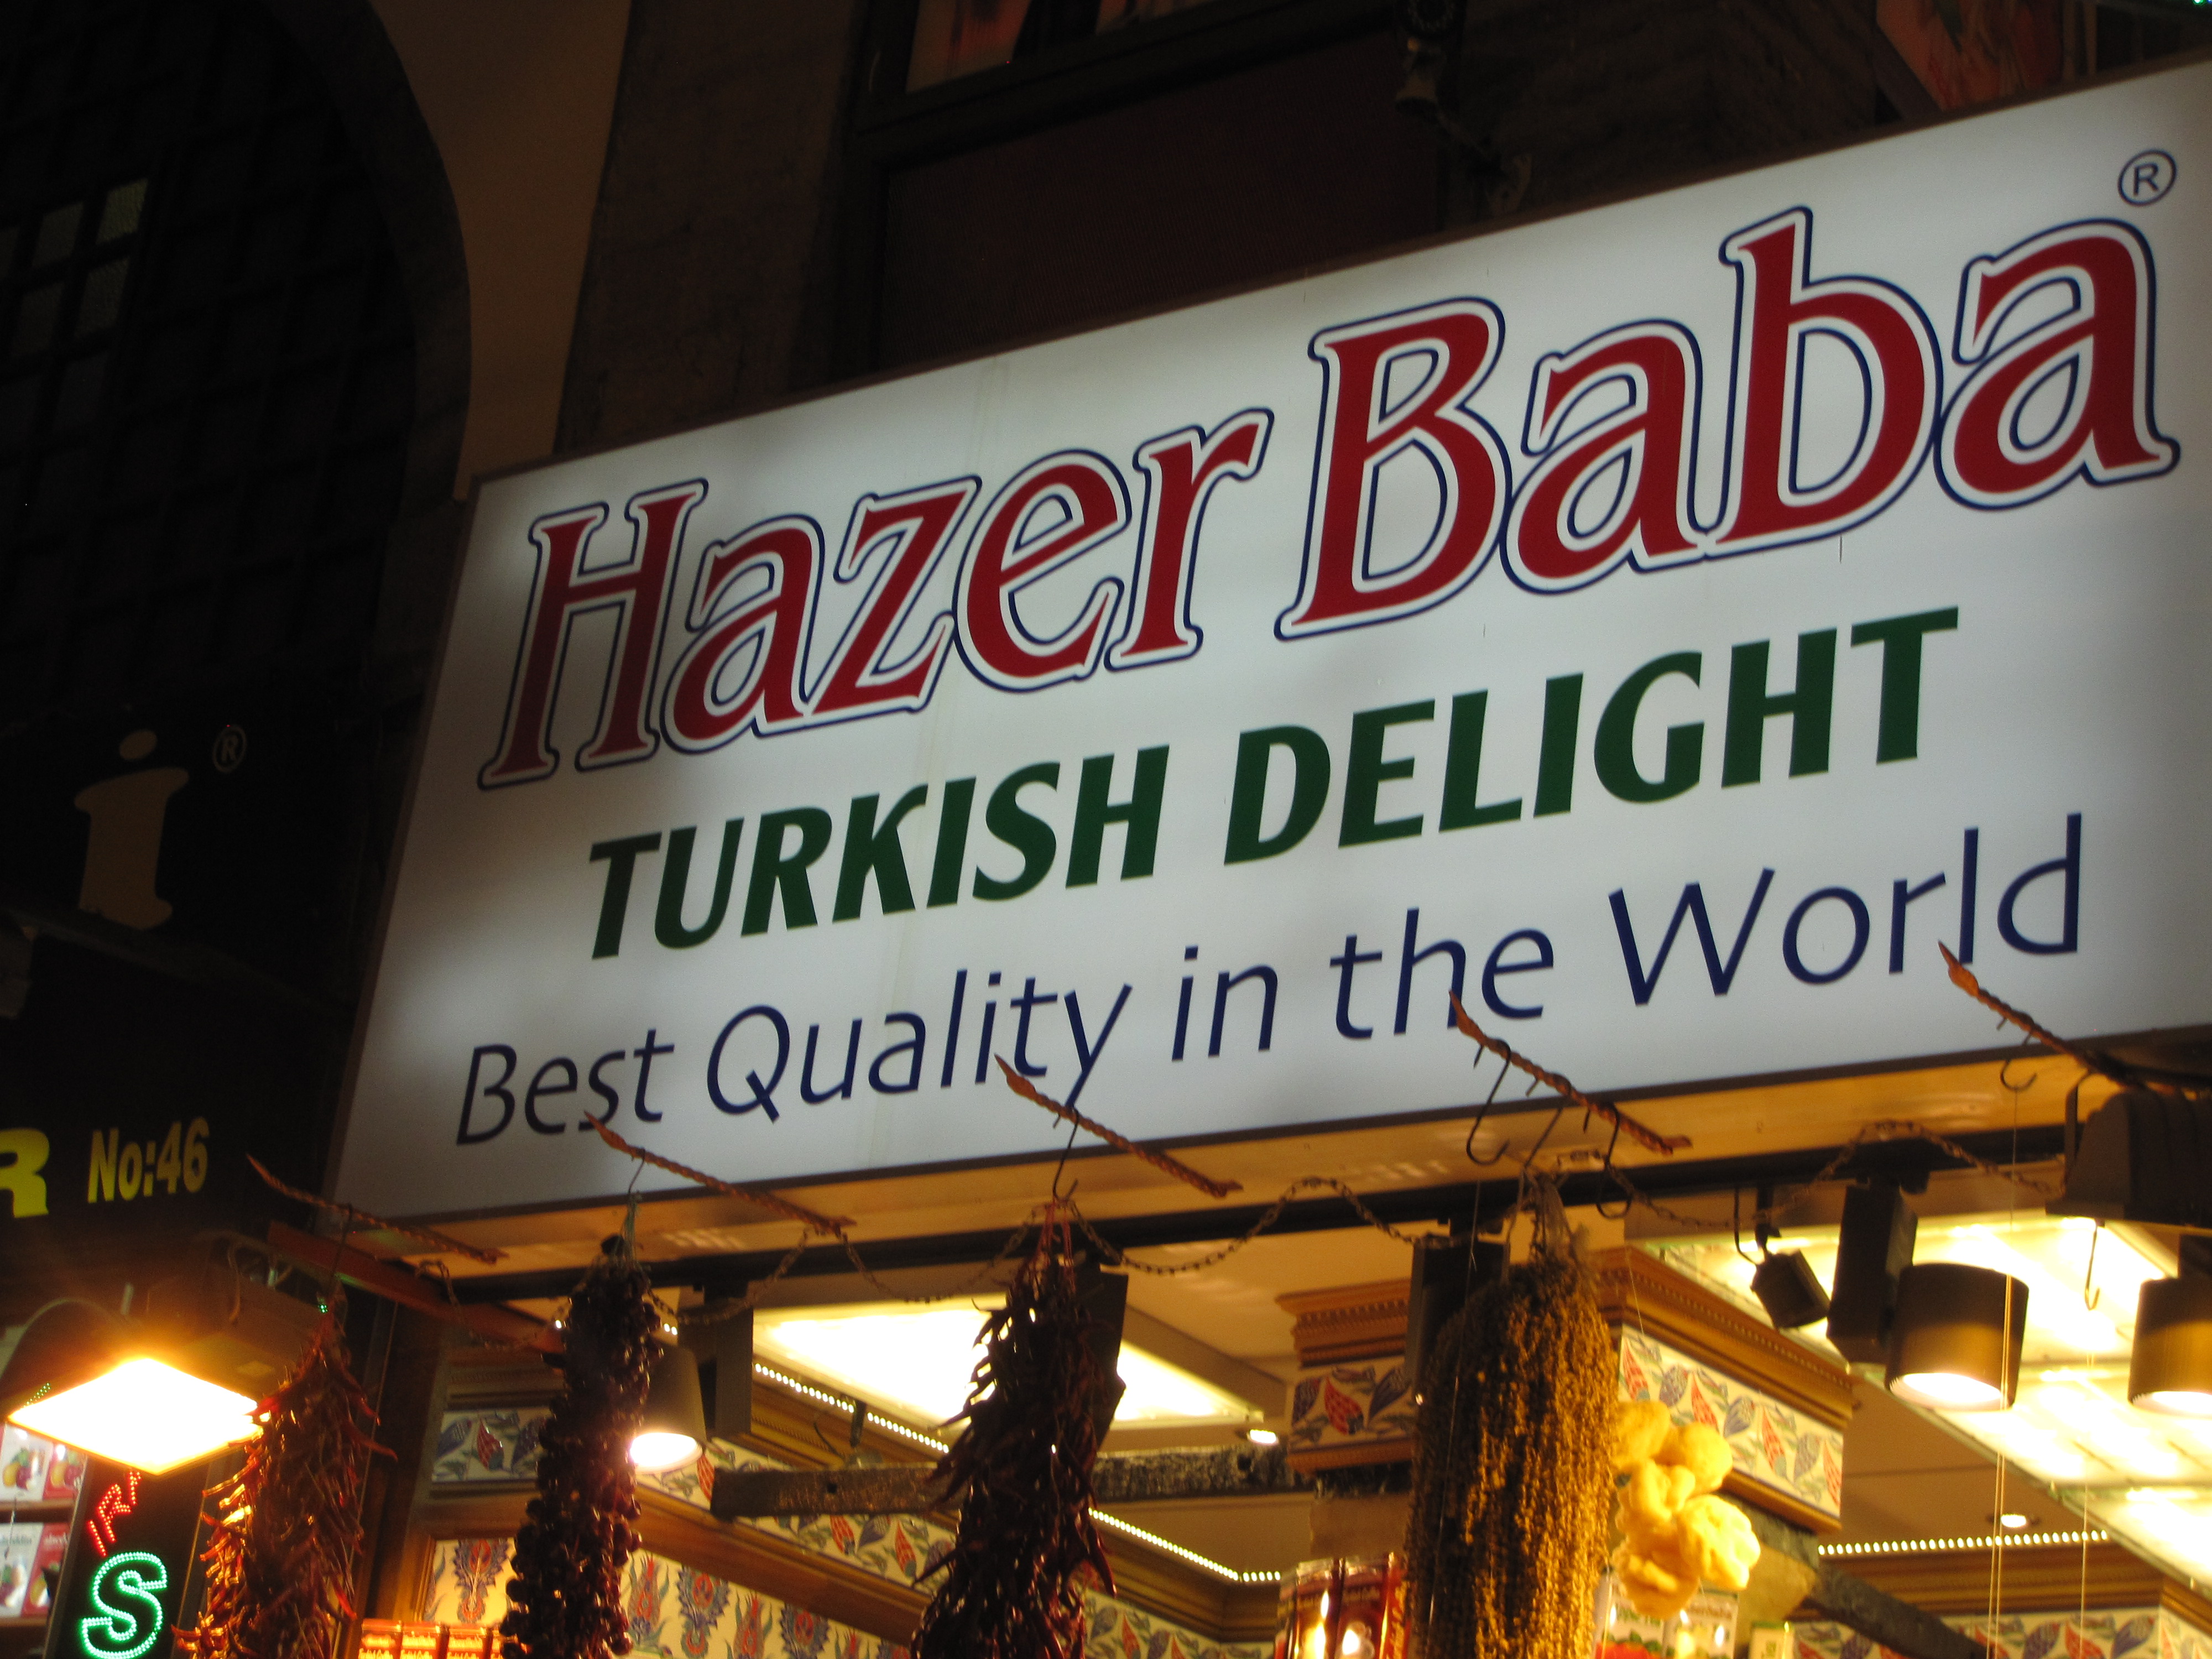 Hazer Baba ®
TURKISH DELIGHT
Best Quality in the World
i ®
R No:46
S